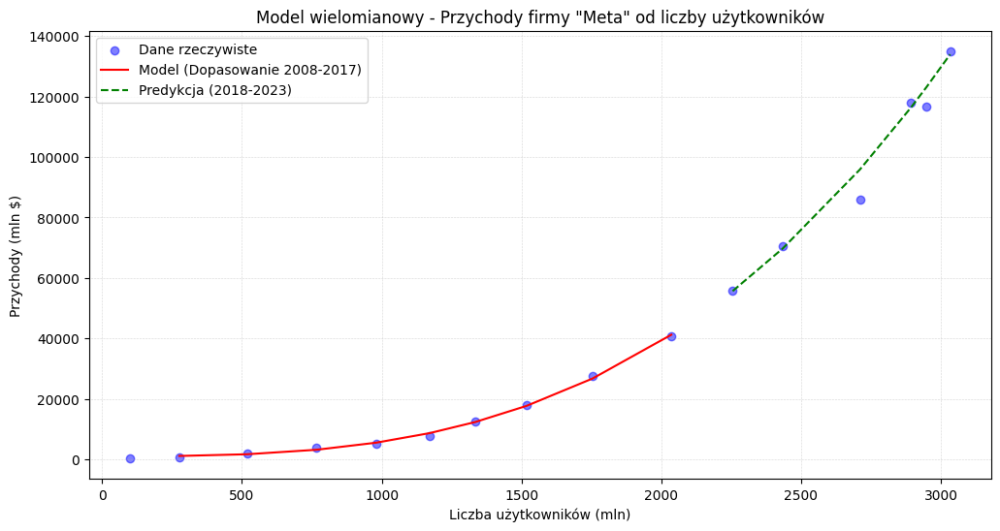 Model wielomianowy - Przychody firmy "Meta" od liczby użytkowników
Dane rzeczywiste
Model (Dopasowanie 2008-2017)
Predykcja (2018-2023)
Przychody (mln $)
140000
120000
100000
80000
60000
40000
20000
0
0
500
1000
1500
2000
2500
3000
Liczba użytkowników (mln)